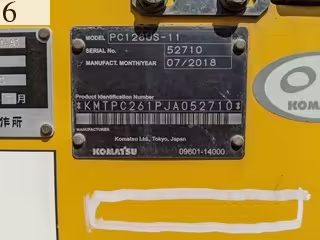 6
MODEL PC128US-11
SERIAL No. 52710
MANUFACT. MONTH/YEAR 07/2018
Product Identification Number
*KMTPC261PJA052710*
MANUFACTURER
Komatsu Ltd., Tokyo, Japan
KOMATSU 09601-14000
作所
KOM